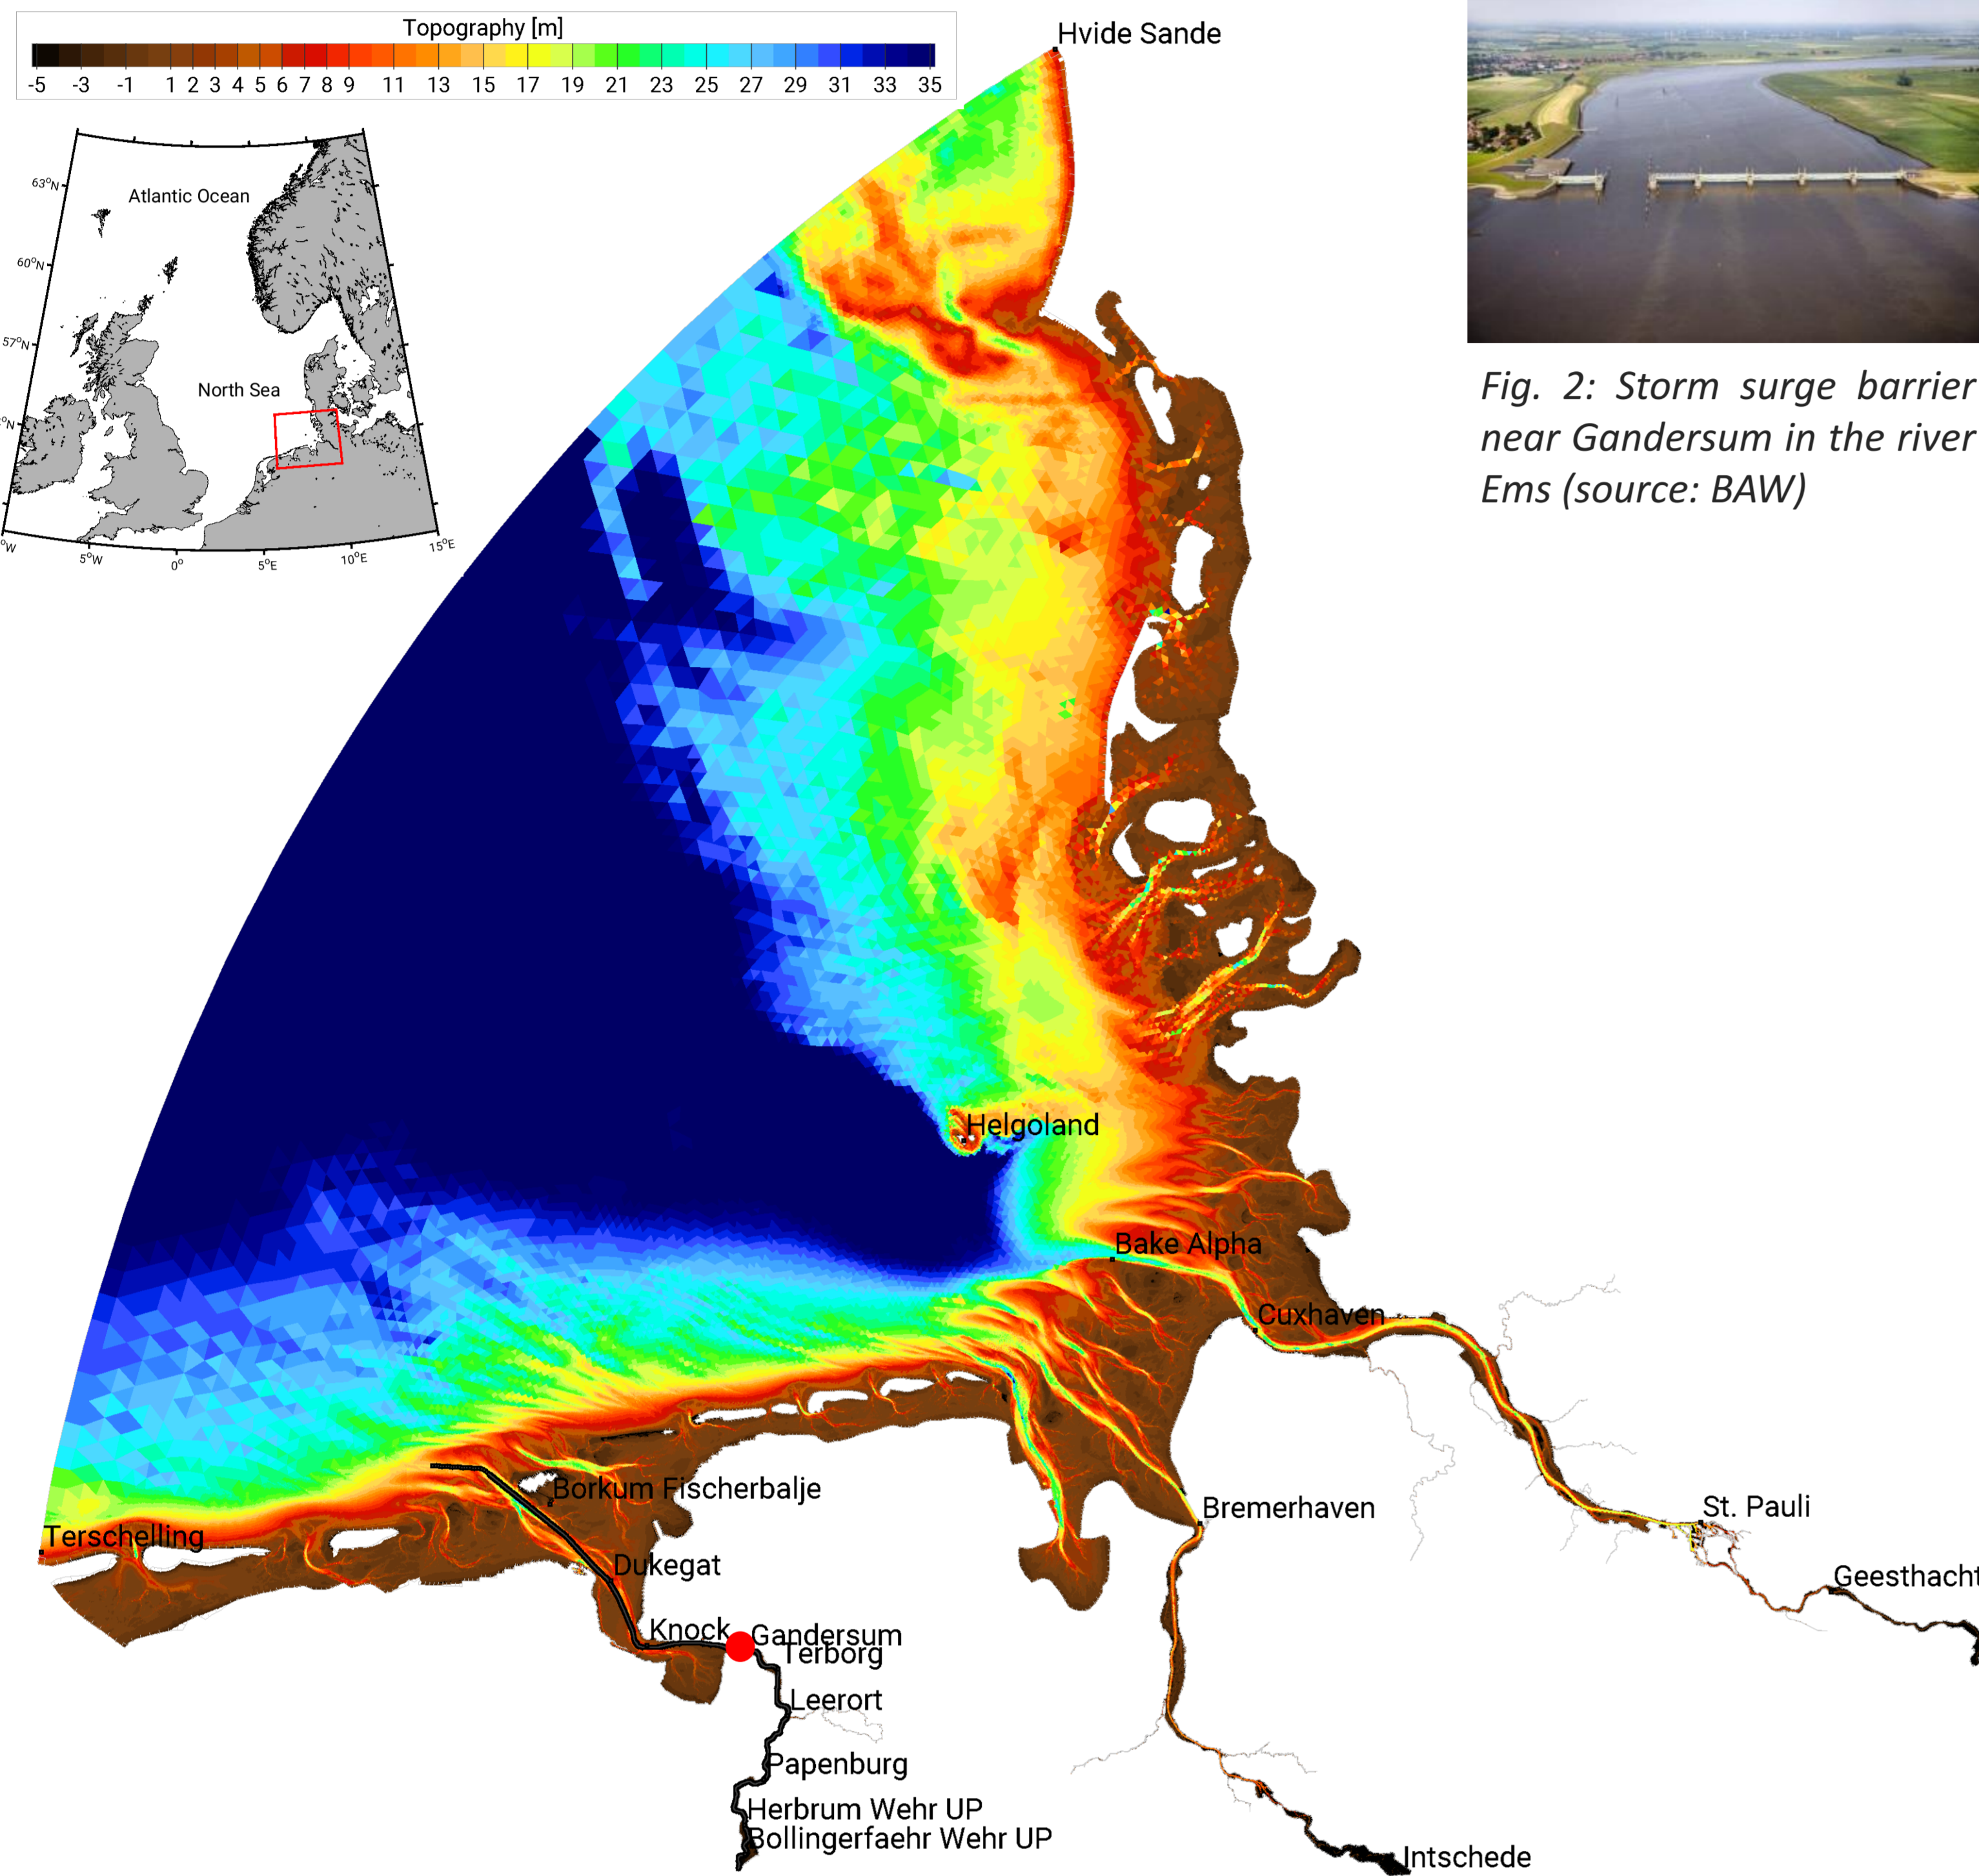 Topography [m]
-5 -3 -1 1 2 3 4 5 6 7 8 9 11 13 15 17 19 21 23 25 27 29 31 33 35
Hvide Sande
Atlantic Ocean
63°N
60°N
57°N
North Sea
°N
°W
5°W
0°
5°E
10°E
15°E
Fig. 2: Storm surge barrier
near Gandersum in the river
Ems (source: BAW)
Helgoland
Bake Alpha
Cuxhaven
Borkum Fischerbalje
Bremerhaven
St. Pauli
Terschelling
Dukegat
Geesthacht
Knock
Gandersum
Terborg
Leerort
Papenburg
Herbrum Wehr UP
Bollingerfaehr Wehr UP
Intschede